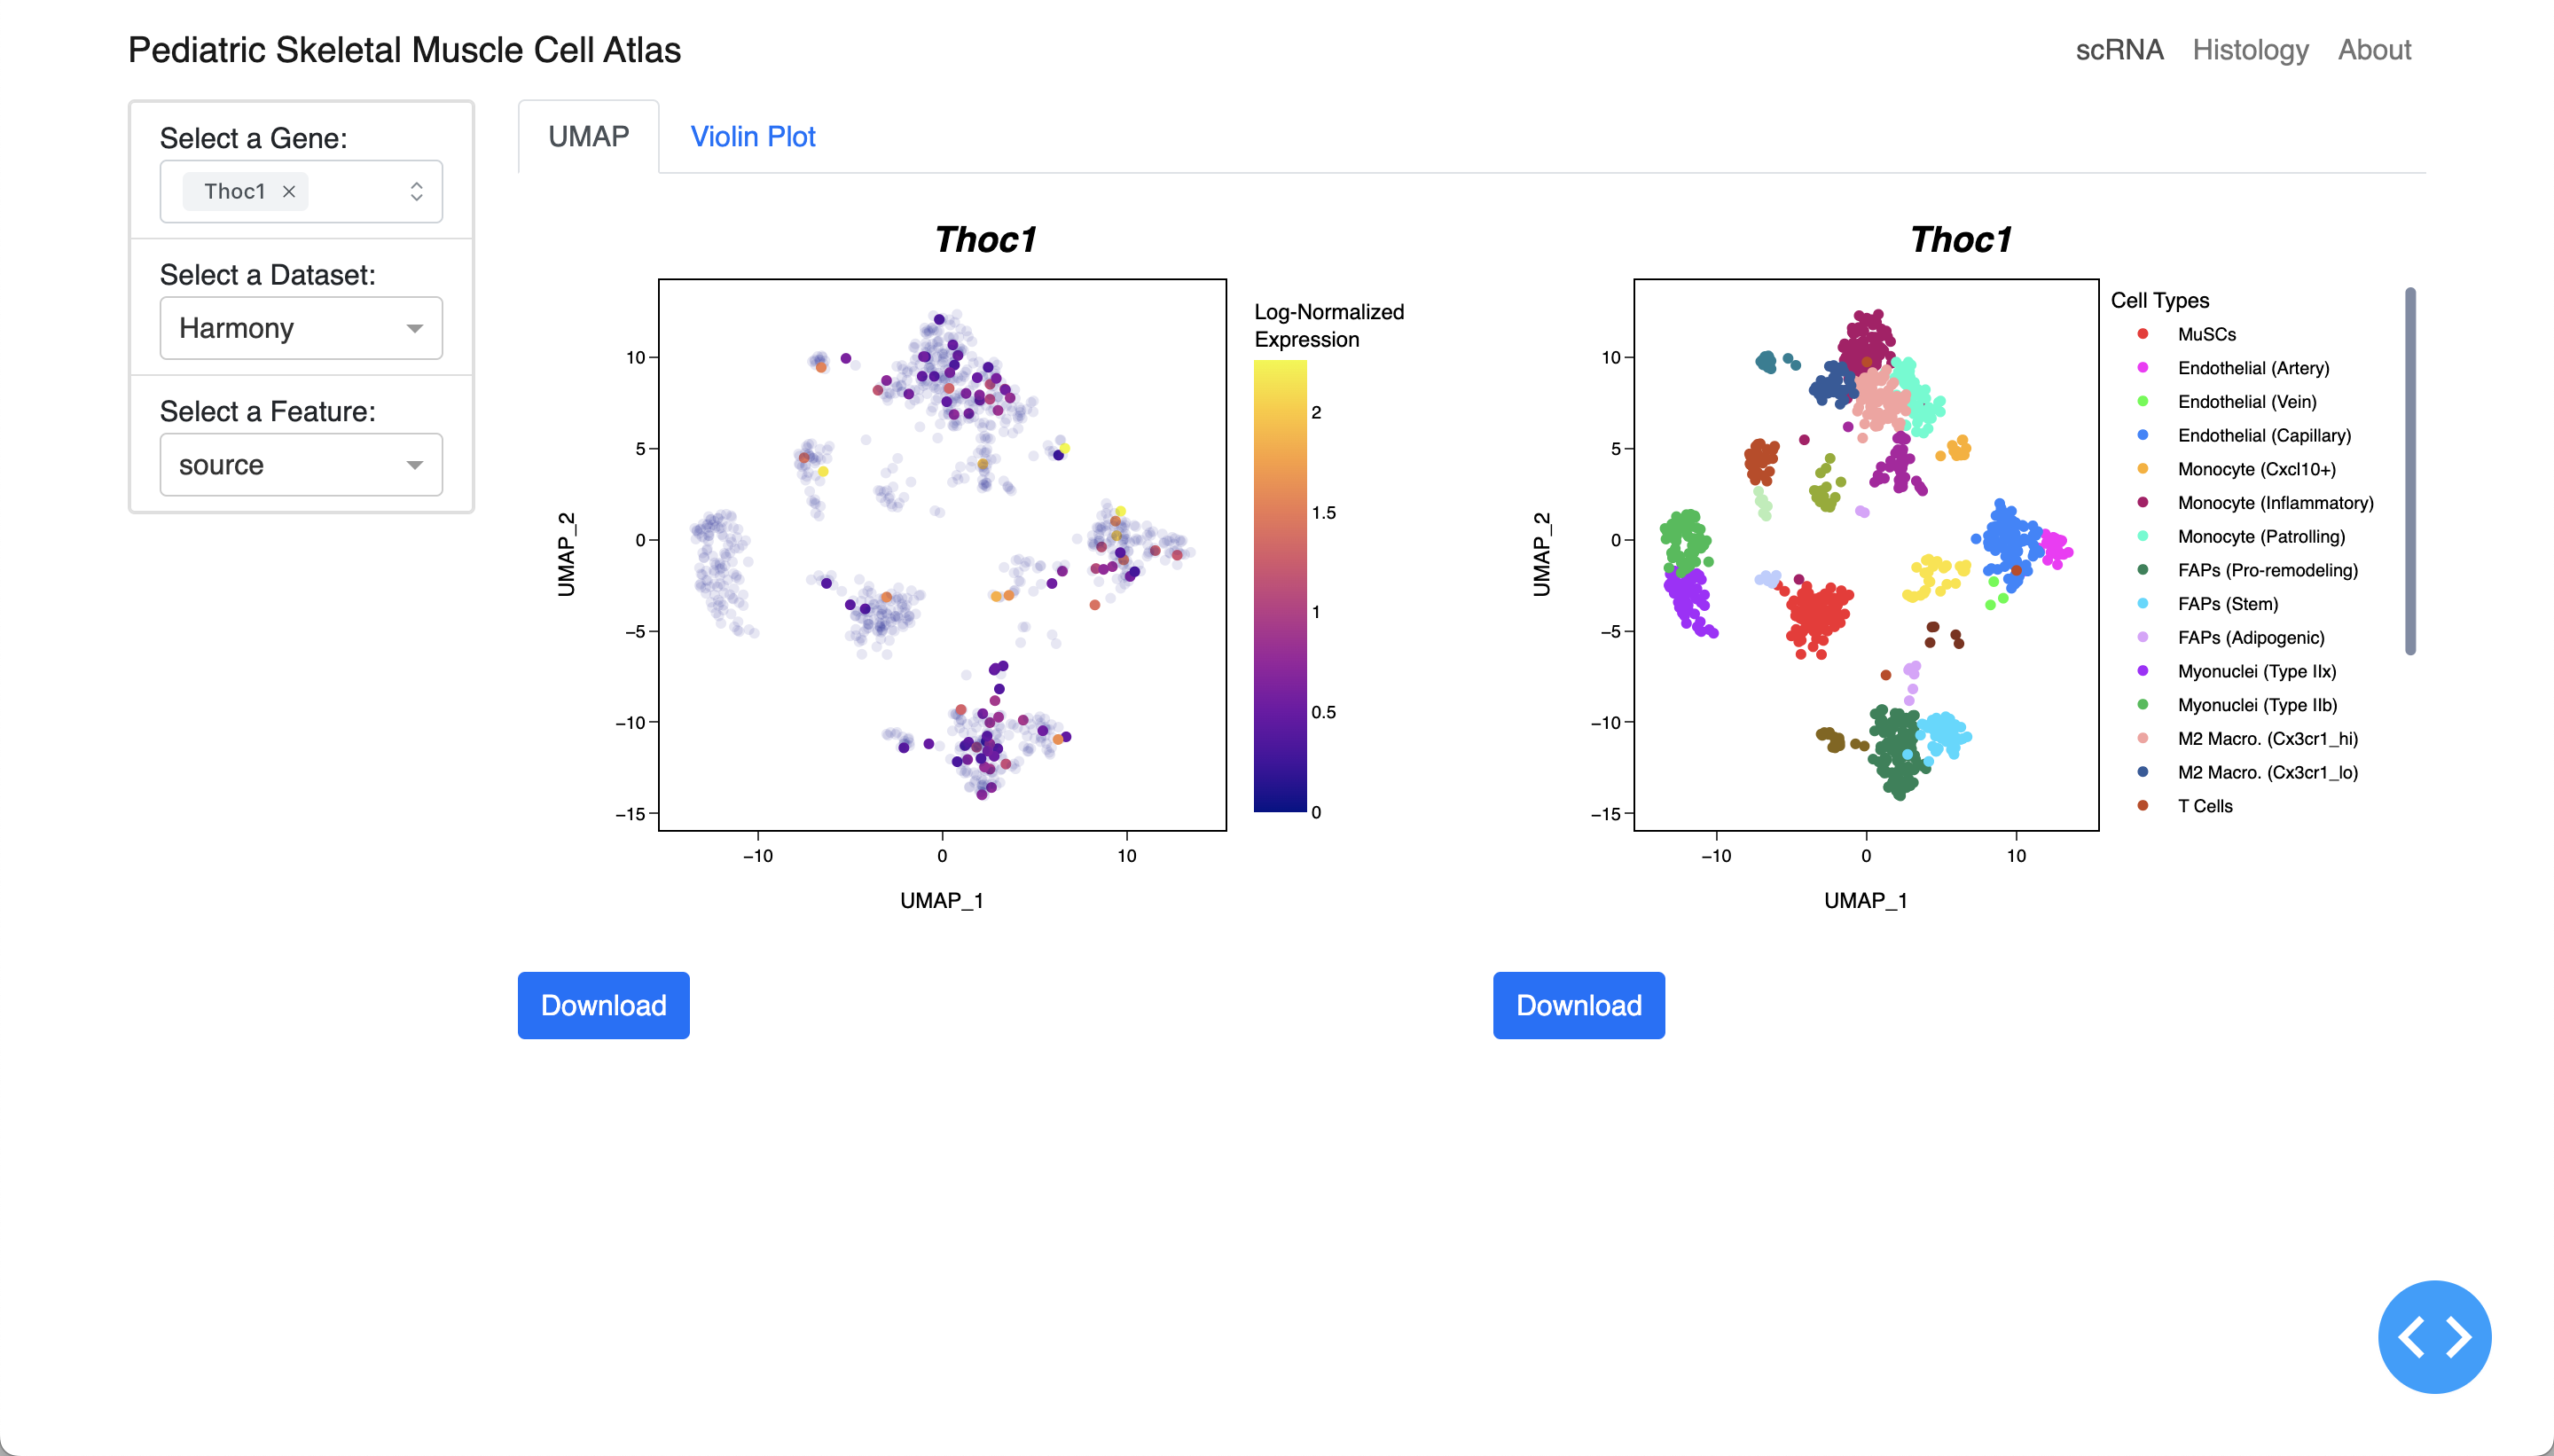 Pediatric Skeletal Muscle Cell Atlas
scRNA Histology About
Select a Gene:
Thoc1 ×
Select a Dataset:
Harmony
Select a Feature:
source
UMAP Violin Plot
Thoc1
10
5
0
−5
−10
−15
UMAP_2
−10 0 10
UMAP_1
Log-Normalized
Expression
2
1.5
1
0.5
0
Download
Thoc1
10
5
0
−5
−10
−15
UMAP_2
−10 0 10
UMAP_1
Cell Types
MuSCs
Endothelial (Artery)
Endothelial (Vein)
Endothelial (Capillary)
Monocyte (Cxcl10+)
Monocyte (Inflammatory)
Monocyte (Patrolling)
FAPs (Pro-remodeling)
FAPs (Stem)
FAPs (Adipogenic)
Myonuclei (Type IIx)
Myonuclei (Type IIb)
M2 Macro. (Cx3cr1_hi)
M2 Macro. (Cx3cr1_lo)
T Cells
Download